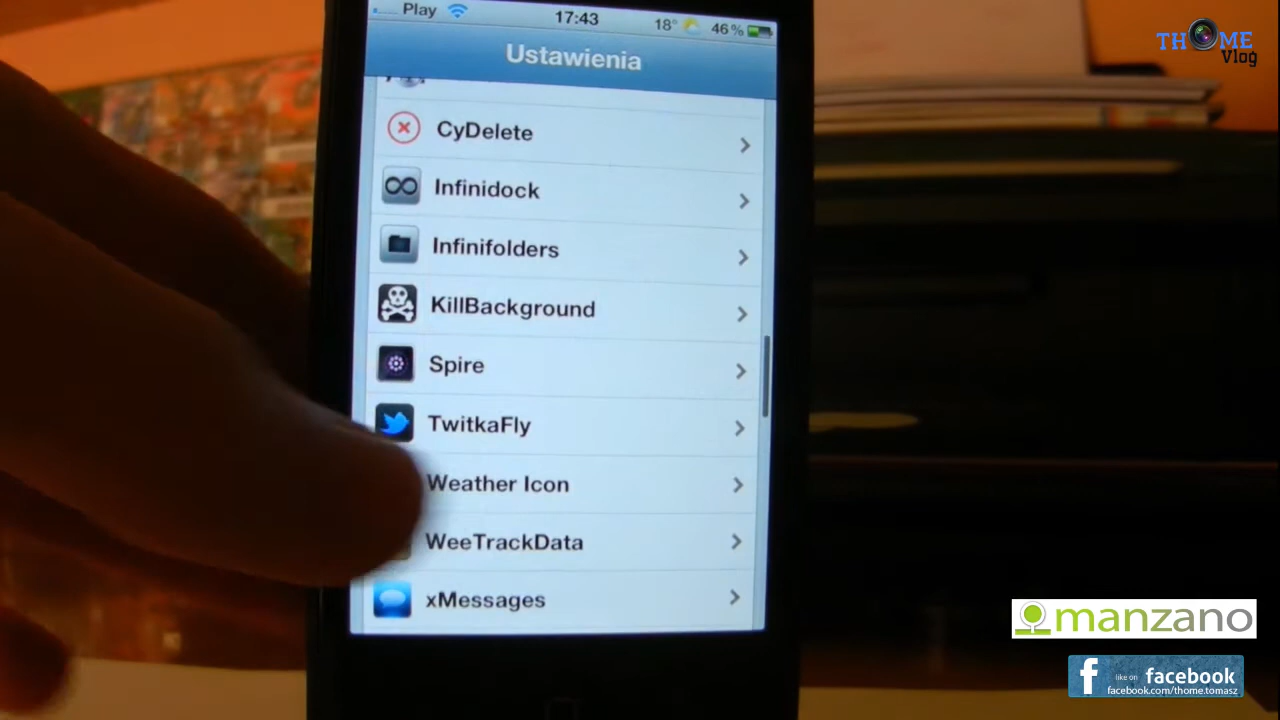 Play 17:43 18° 46%
THOME
Vlog
Ustawienia
CyDelete
Infinidock
Infinifolders
KillBackground
Spire
TwitkaFly
Weather Icon
WeeTrackData
xMessages
manzano
f like on facebook
facebook.com/thome.tomasz